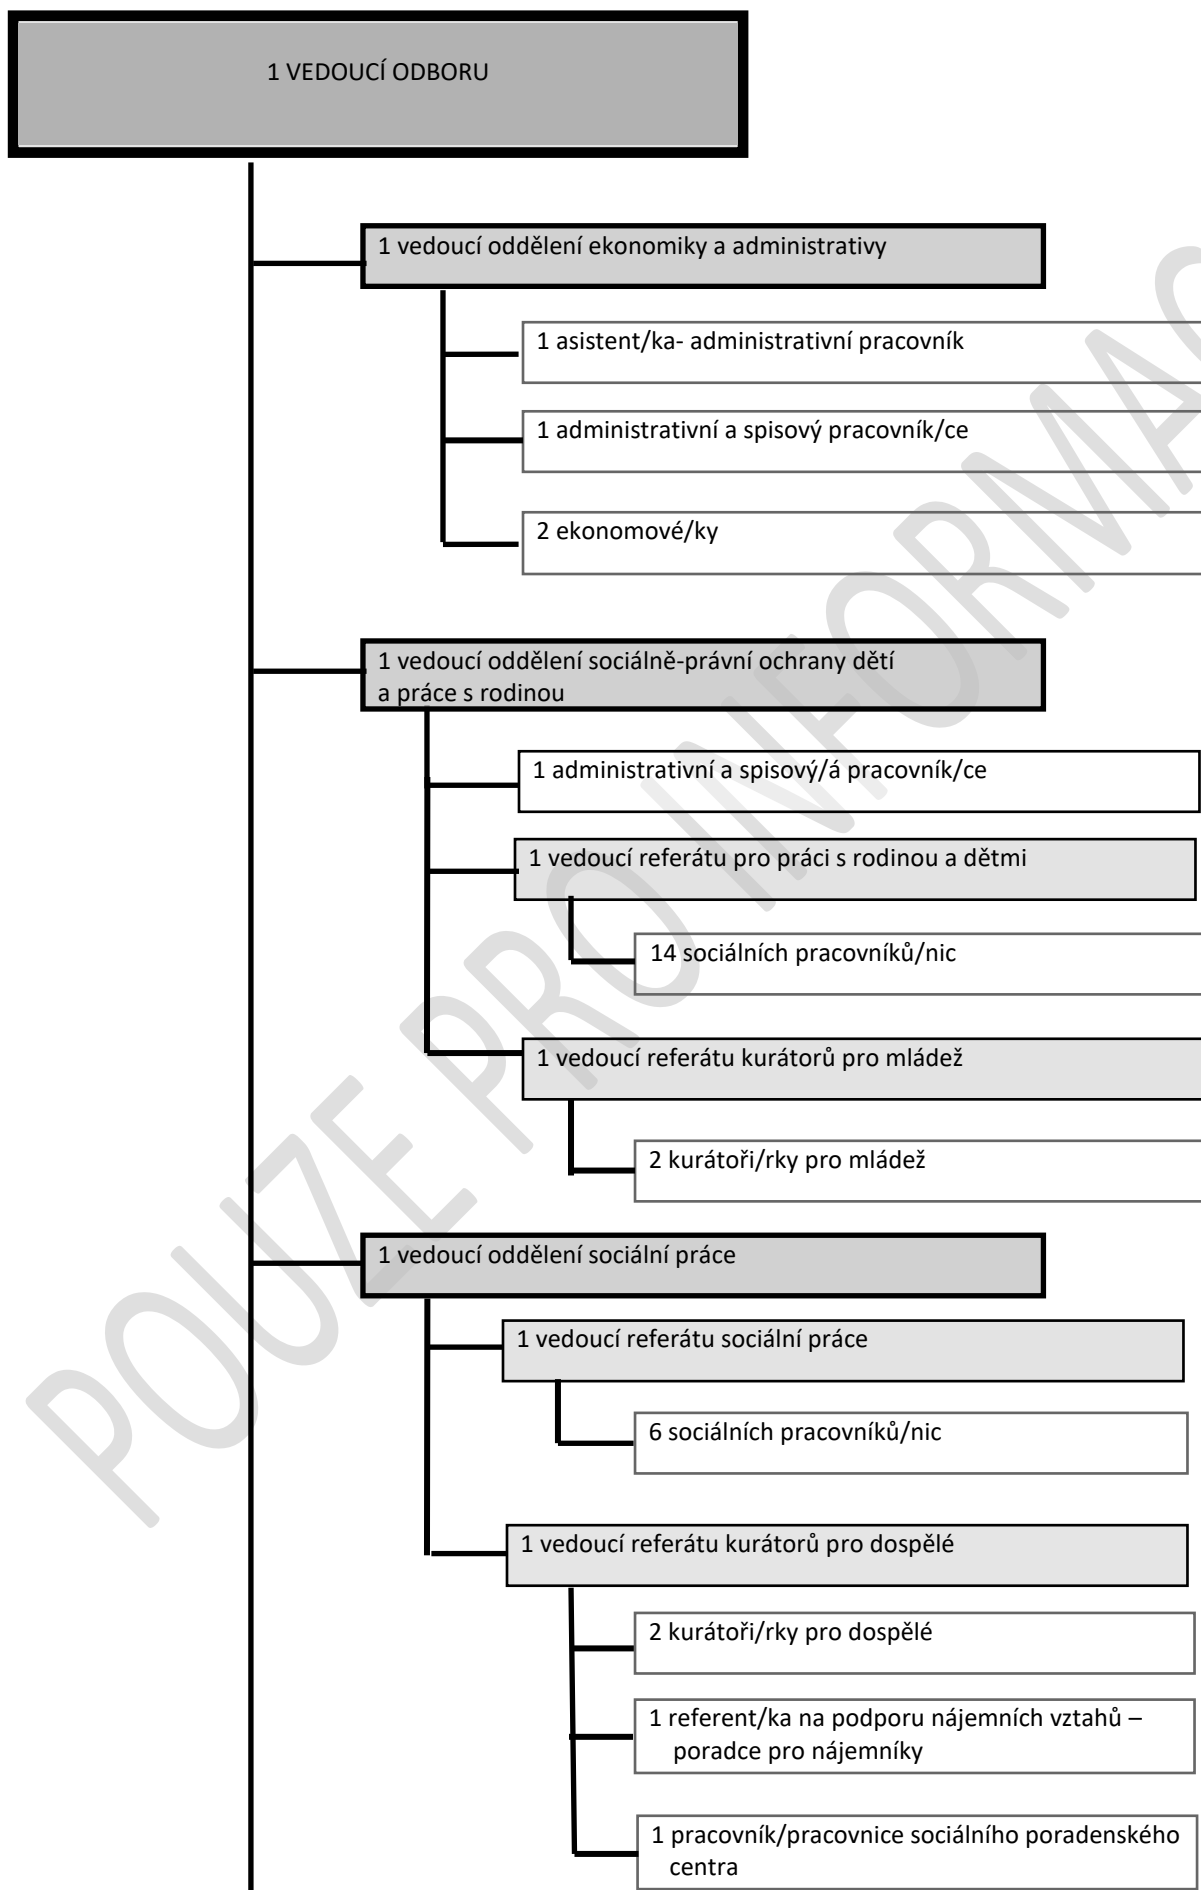 1 VEDOUCÍ ODBORU
1 vedoucí oddělení ekonomiky a administrativy
1 asistent/ka- administrativní pracovník
1 administrativní a spisový pracovník/ce
2 ekonomové/ky
1 vedoucí oddělení sociálně-právní ochrany dětí
a práce s rodinou
1 administrativní a spisový/á pracovník/ce
1 vedoucí referátu pro práci s rodinou a dětmi
14 sociálních pracovníků/nic
1 vedoucí referátu kurátorů pro mládež
2 kurátoři/rky pro mládež
1 vedoucí oddělení sociální práce
1 vedoucí referátu sociální práce
6 sociálních pracovníků/nic
1 vedoucí referátu kurátorů pro dospělé
2 kurátoři/rky pro dospělé
1 referent/ka na podporu nájemních vztahů –
poradce pro nájemníky
1 pracovník/pracovnice sociálního poradenského
centra
POUZE PRO INFORMAC